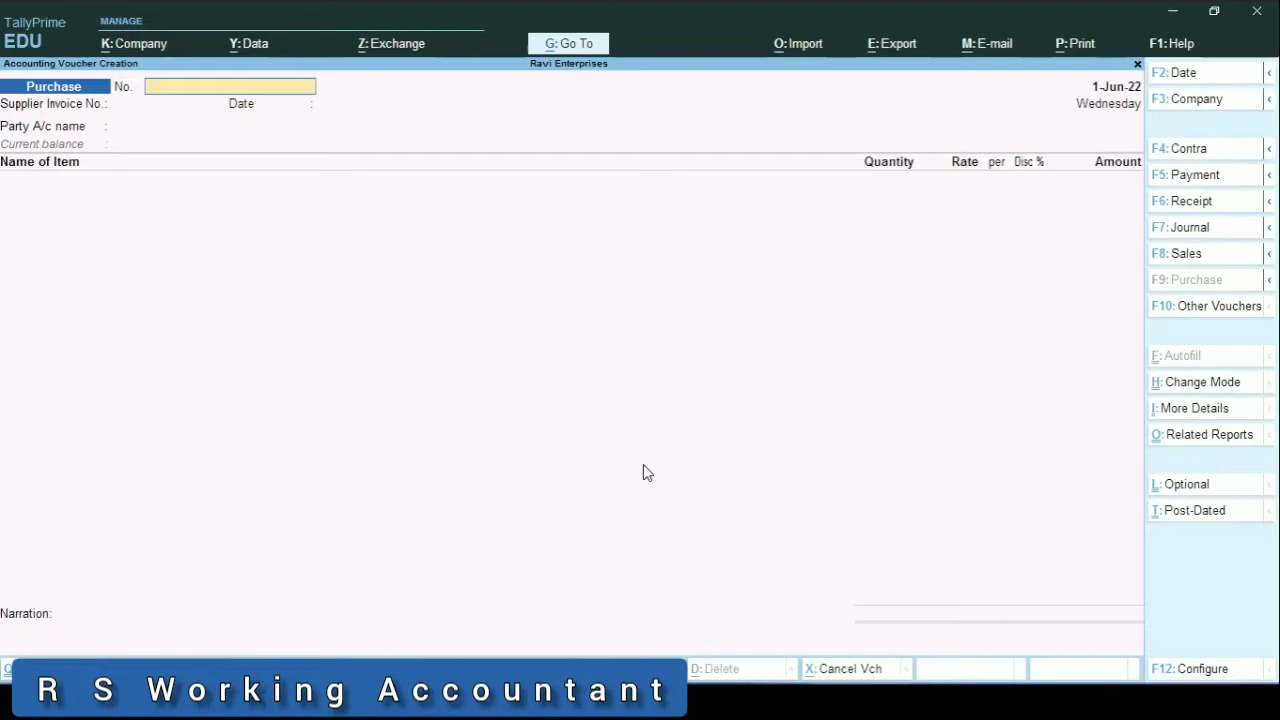 TallyPrime
EDU
MANAGE
K: Company
Y: Data
Z: Exchange
G: Go To
O: Import
E: Export
M: E-mail
P: Print
F1: Help
Accounting Voucher Creation
Ravi Enterprises
Purchase No.
1-Jun-22
Supplier Invoice No.: Date :
Wednesday
Party A/c name :
Current balance :
Name of Item Quantity Rate per Disc % Amount
Narration:
F2: Date
F3: Company
F4: Contra
F5: Payment
F6: Receipt
F7: Journal
F8: Sales
F9: Purchase
F10: Other Vouchers
F: Autofill
H: Change Mode
I: More Details
O: Related Reports
L: Optional
T: Post-Dated
F12: Configure
D: Delete
X: Cancel Vch
R S Working Accountant